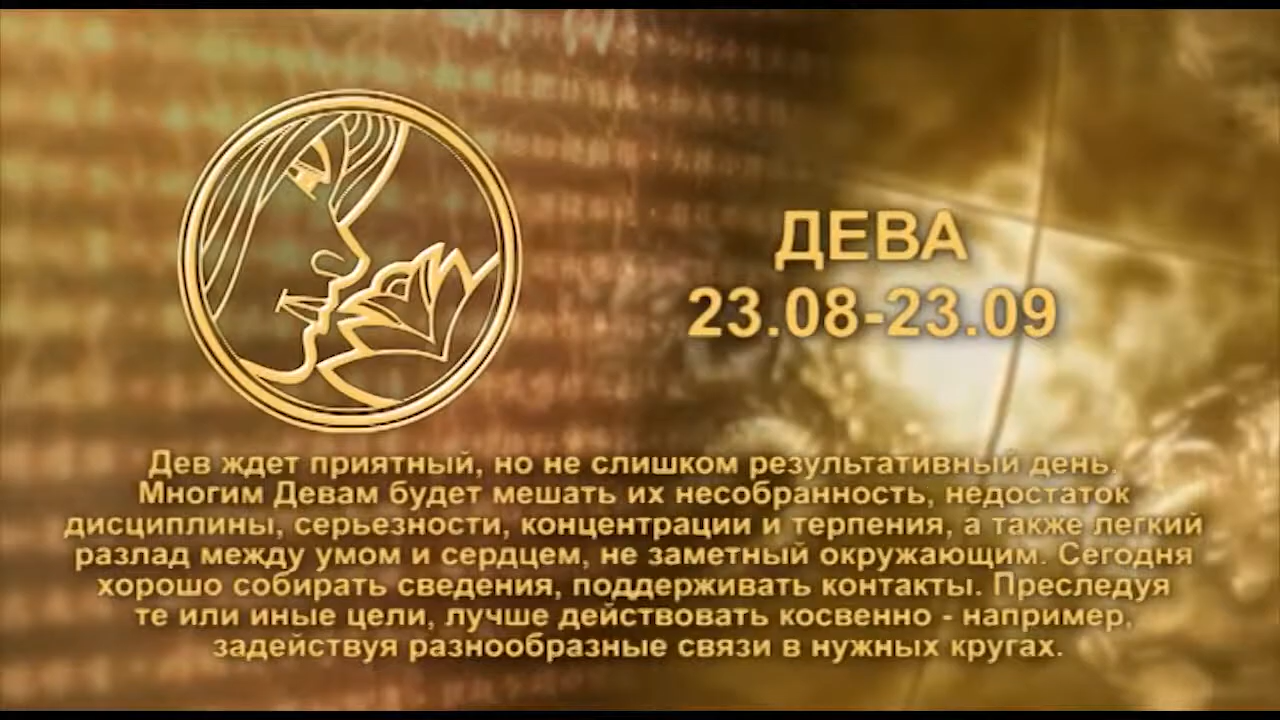 ДЕВА
23.08-23.09
Дев ждет приятный, но не слишком результативный день.
Многим Девам будет мешать их несобранность, недостаток
дисциплины, серьезности, концентрации и терпения, а также легкий
разлад между умом и сердцем, не заметный окружающим. Сегодня
хорошо собирать сведения, поддерживать контакты. Преследуя
те или иные цели, лучше действовать косвенно - например,
задействуя разнообразные связи в нужных кругах.